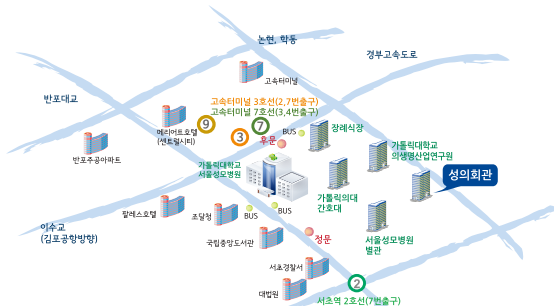 논현, 학동
경부고속도로
고속터미널
반포대교
고속터미널 3호선(2,7번출구)
고속터미널 7호선(3,4번출구)
메리어트호텔
(센트럴시티)
9
3
7
BUS
장례식장
후문
반포주공아파트
가톨릭대학교
서울성모병원
가톨릭대학교
의생명산업연구원
성의회관
가톨릭의대
간호대
팔레스호텔
조달청
BUS
BUS
이수교
(김포공항방향)
국립중앙도서관
정문
서울성모병원
별관
서초경찰서
대법원
2
서초역 2호선(7번출구)